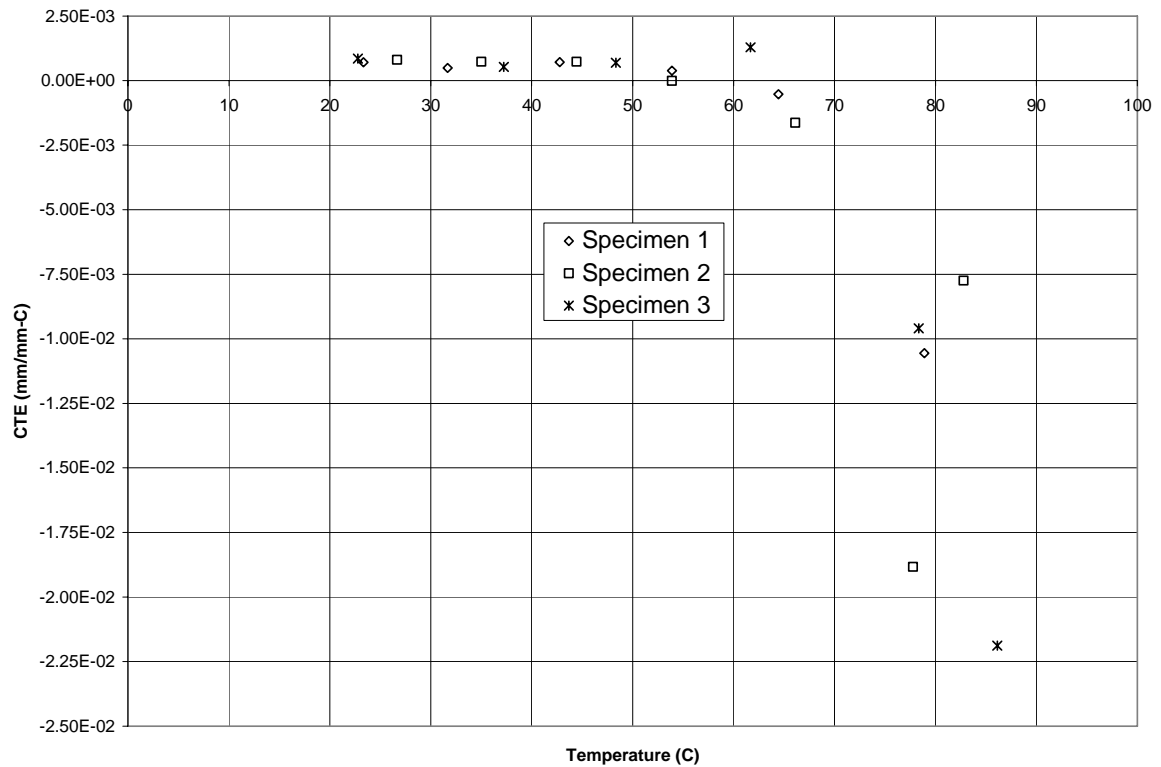 2.50E-03
0.00E+00
0 10 20 30 40 50 60 70 80 90 100
-2.50E-03
-5.00E-03
-7.50E-03
-1.00E-02
-1.25E-02
-1.50E-02
-1.75E-02
-2.00E-02
-2.25E-02
-2.50E-02
CTE (mm/mm-C)
Specimen 1
Specimen 2
Specimen 3
Temperature (C)